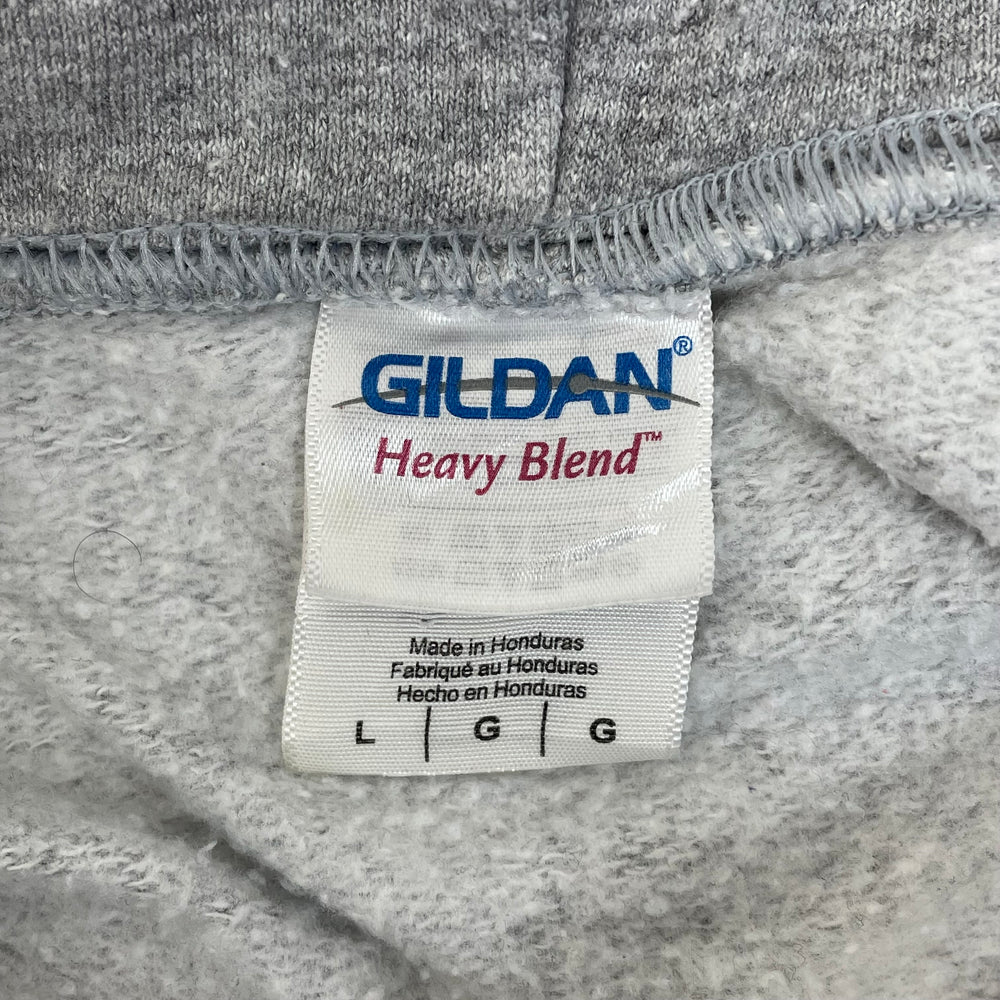 GILDAN®
Heavy Blend™
Made in Honduras
Fabriqué au Honduras
Hecho en Honduras
L | G | G